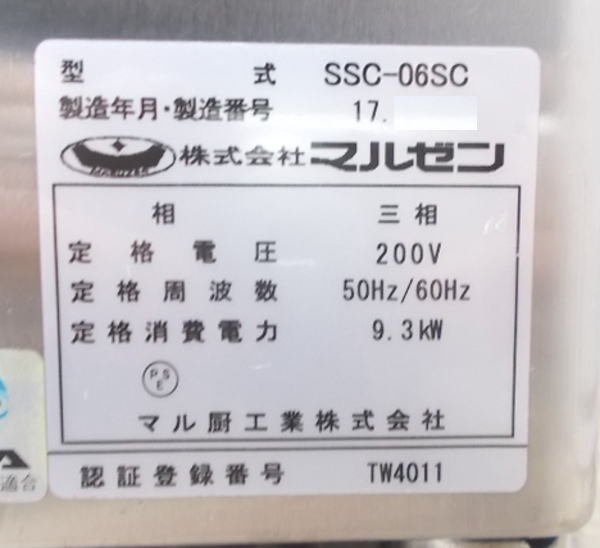 型式 SSC-06SC
製造年月・製造番号 17.
MARUZEN 株式会社マルゼン
相 三相
定格電圧 200V
定格周波数 50Hz/60Hz
定格消費電力 9.3kW
PSE
マル厨工業株式会社
認証登録番号 TW4011
A
適合